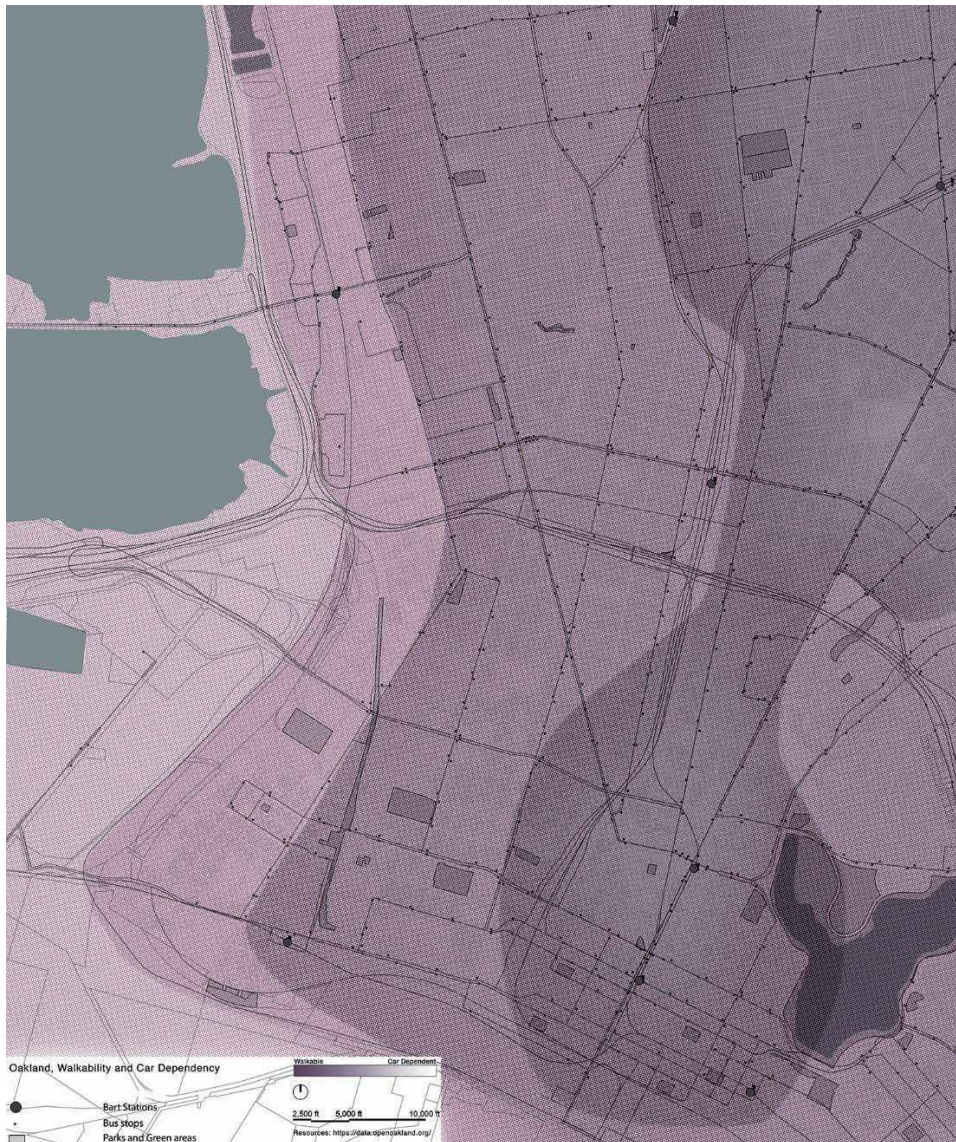 Oakland, Walkability and Car Dependency
Walkable Car Dependent
Bart Stations
Bus stops
Parks and Green areas
2,500 ft 5,000 ft 10,000 ft
Resources: https://data.openoakland.org/